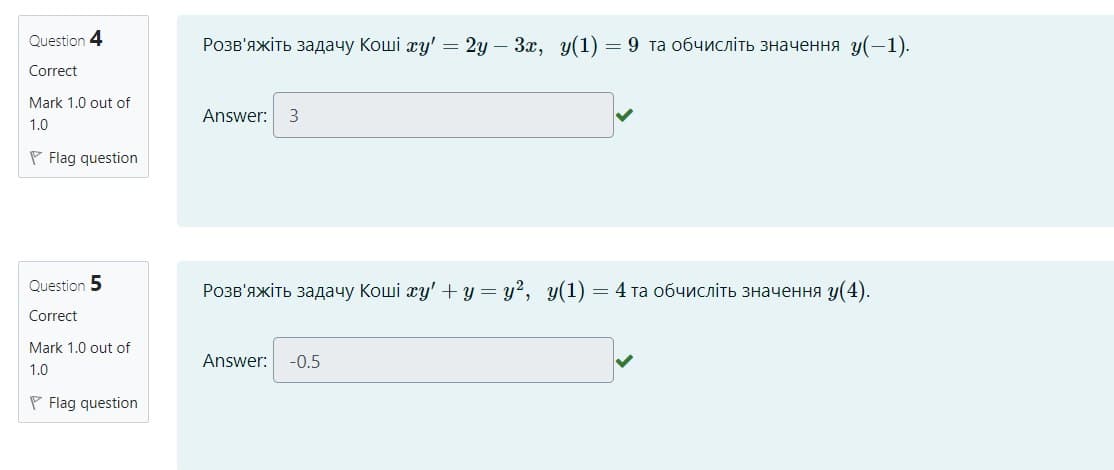 Question 4
Correct
Mark 1.0 out of
1.0
Flag question
Розв'яжіть задачу Коші xy′ = 2y − 3x, y(1) = 9 та обчисліть значення y(−1).
Answer: 3
Question 5
Correct
Mark 1.0 out of
1.0
Flag question
Розв'яжіть задачу Коші xy′ + y = y², y(1) = 4 та обчисліть значення y(4).
Answer: -0.5